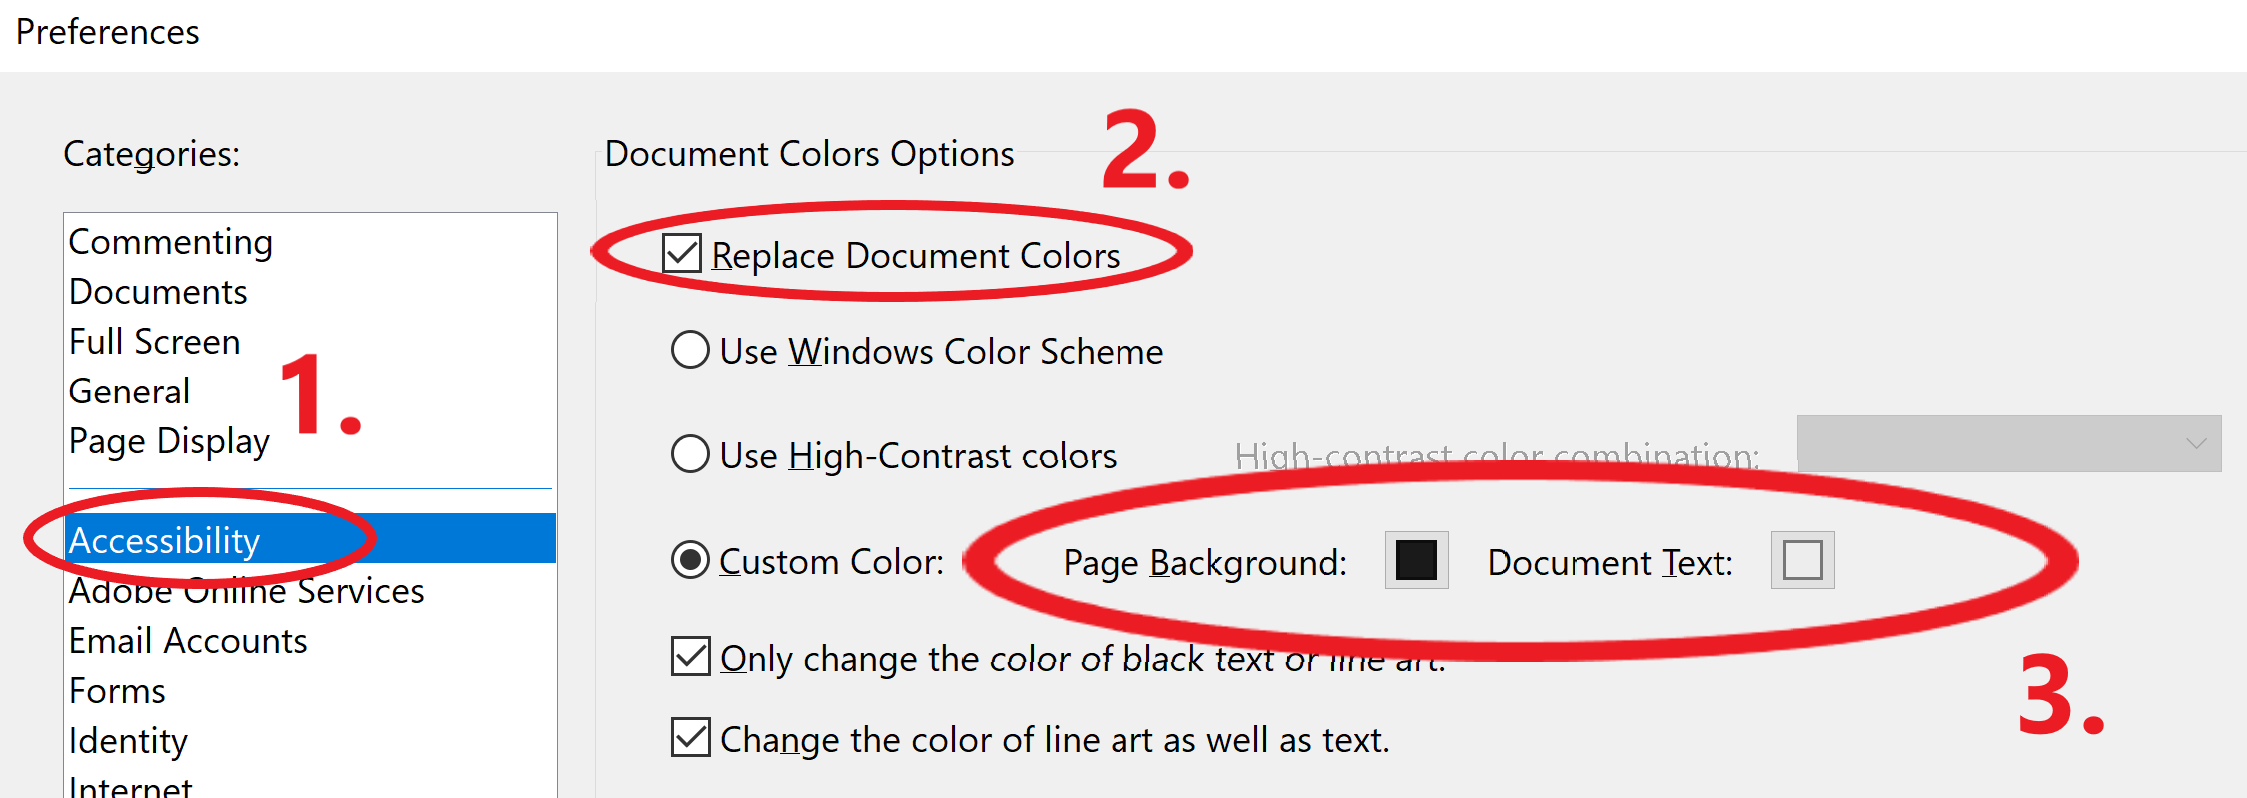 Preferences
Categories:
Commenting
Documents
Full Screen
General
Page Display
1.
Accessibility
Adobe Online Services
Email Accounts
Forms
Identity
Internet
Document Colors Options
2.
Replace Document Colors
Use Windows Color Scheme
Use High-Contrast colors High-contrast color combination:
Custom Color: Page Background: Document Text:
Only change the color of black text or line art.
3.
Change the color of line art as well as text.